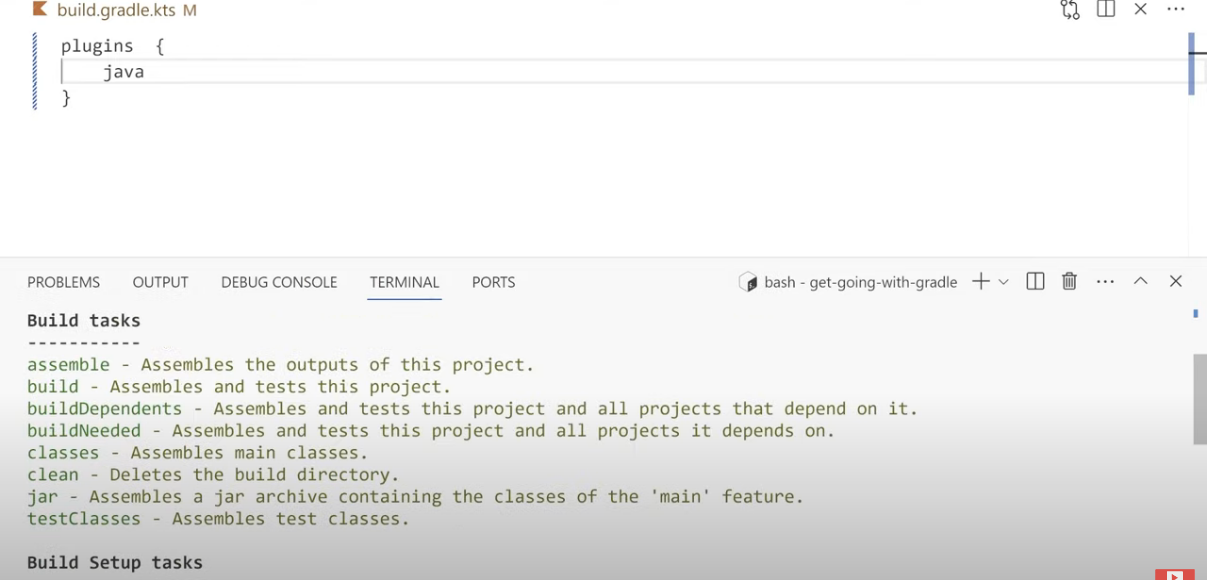 build.gradle.kts M
plugins {
java
}
PROBLEMS OUTPUT DEBUG CONSOLE TERMINAL PORTS bash - get-going-with-gradle
Build tasks
-----------
assemble - Assembles the outputs of this project.
build - Assembles and tests this project.
buildDependents - Assembles and tests this project and all projects that depend on it.
buildNeeded - Assembles and tests this project and all projects it depends on.
classes - Assembles main classes.
clean - Deletes the build directory.
jar - Assembles a jar archive containing the classes of the 'main' feature.
testClasses - Assembles test classes.
Build Setup tasks